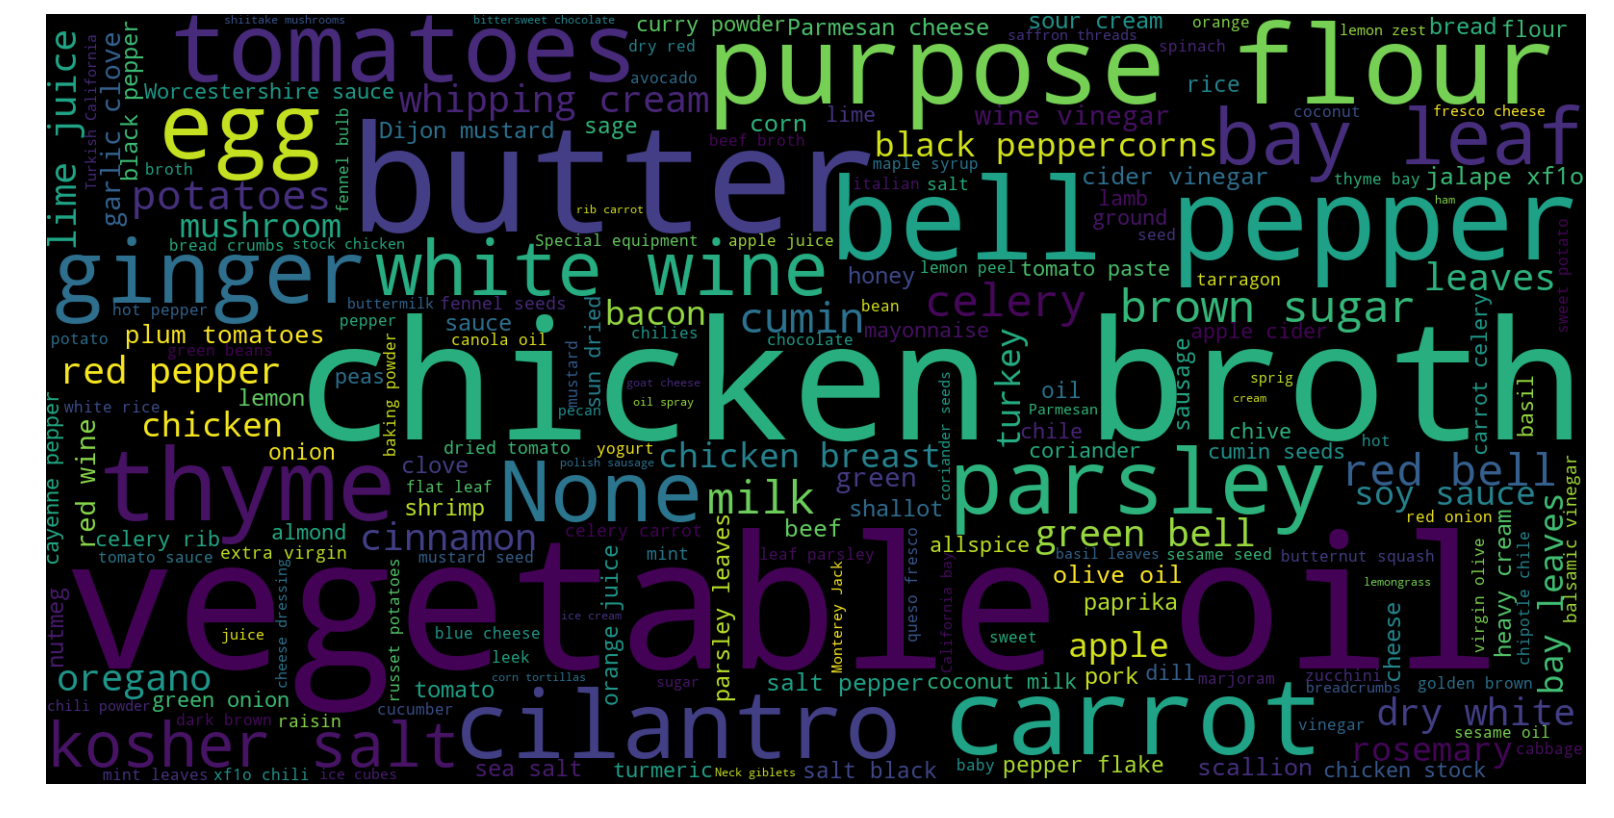 shiitake mushrooms
bittersweet chocolate
curry powder
Parmesan cheese
sour cream
orange
lemon zest
bread
flour
tomatoes
dry red
purpose flour
saffron threads
spinach
lime juice
Turkish California
garlic clove
black pepper
Worcestershire sauce
whipping cream
avocado
rice
egg
butter
Dijon mustard
sage
corn
lime
wine vinegar
coconut
fresco cheese
beef broth
black peppercorns
bay leaf
broth
fennel bulb
maple syrup
cider vinegar
thyme bay
jalape xf1o
potatoes
italian
salt
bell pepper
lamb
ham
mushroom
rib carrot
ground
seed
bread crumbs
stock chicken
Special equipment
apple juice
ginger
white wine
honey
lemon peel
tomato paste
tarragon
leaves
sweet potato
hot pepper
buttermilk
fennel seeds
sun dried
bacon
cumin
bean
celery
brown sugar
potato
plum tomatoes
pepper
sauce
canola oil
chilies
chocolate
mayonnaise
apple cider
green beans
chicken broth
red pepper
peas
baking powder
mustard
goat cheese
turkey
oil
sprig
sausage
carrot celery
white rice
lemon
pecan
oil spray
coriander seeds
Parmesan
cream
basil
chicken
cayenne pepper
red wine
onion
dried tomato
yogurt
chicken breast
chile
chive
hot
coriander
cumin seeds
thyme
clove
polish sausage
None
milk
green
parsley
red bell
flat leaf
shrimp
shallot
soy sauce
celery rib
almond
cinnamon
celery carrot
parsley leaves
beef
allspice
green bell
red onion
bay leaves
balsamic vinegar
tomato sauce
extra virgin
mustard seed
mint
leaf parsley
basil leaves
sesame seed
butternut squash
vegetable oil
nutmeg
cheese dressing
russet potatoes
orange juice
Monterey Jack
queso fresco
California bay
olive oil
lemongrass
virgin olive
heavy cream
chipotle chile
paprika
ice cream
juice
blue cheese
sweet
cheese
leek
apple
oregano
corn tortillas
sugar
salt pepper
coconut milk
pork
dill
marjoram
zucchini
breadcrumbs
golden brown
chili powder
green onion
tomato
cucumber
dark brown
raisin
kosher salt
cilantro
carrot
vinegar
dry white
sesame oil
rosemary
cabbage
mint leaves
xf1o chili
ice cubes
sea salt
turmeric
Neck giblets
salt black
baby
pepper flake
scallion
chicken stock